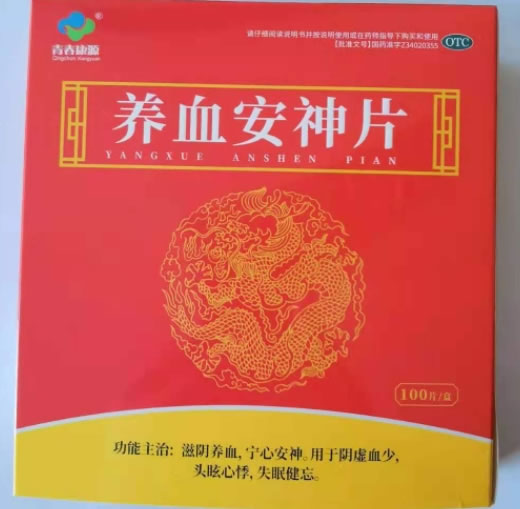 青春康源
Qingchun Kangyuan
请仔细阅读说明书并按说明使用或在药师指导下购买和使用
【批准文号】国药准字Z34020355
OTC
养血安神片
YANGXUE ANSHEN PIAN
100片/盒
功能主治：滋阴养血，宁心安神。用于阴虚血少，
头眩心悸，失眠健忘。